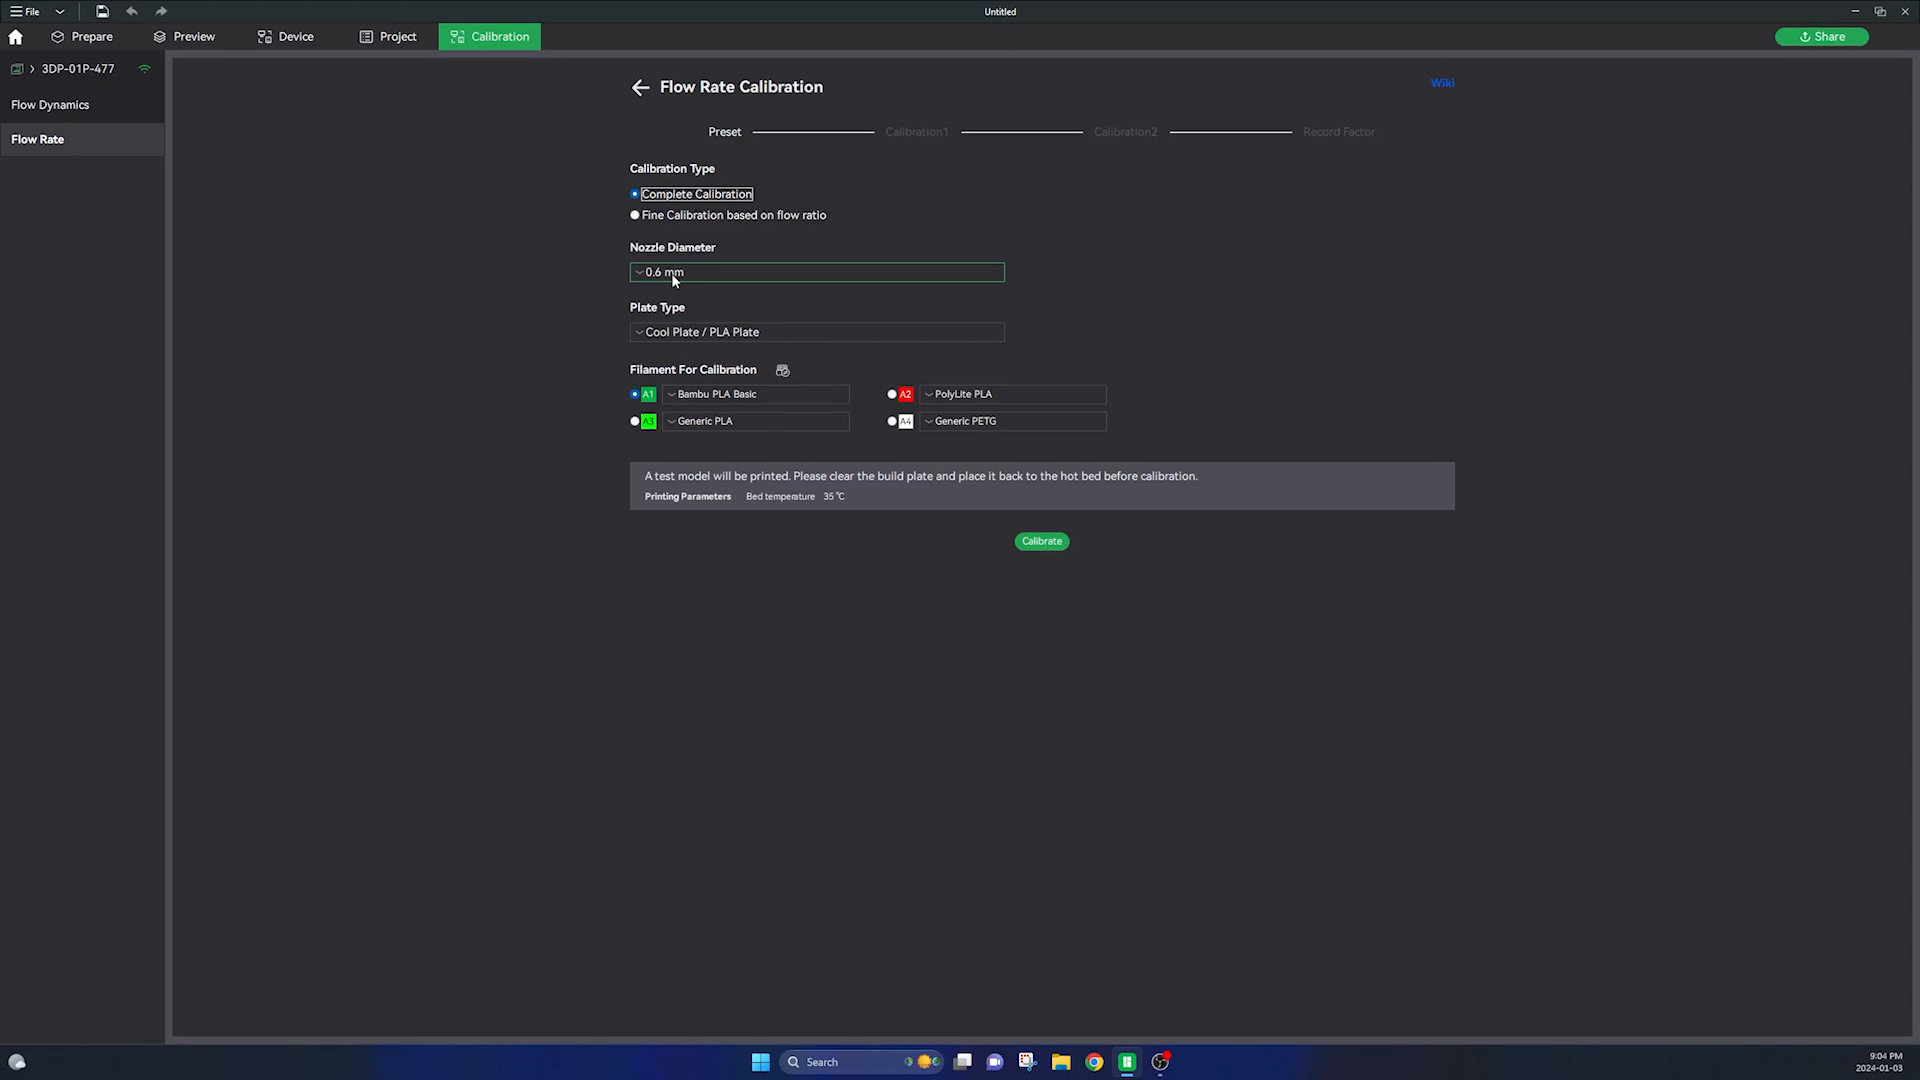 File
Untitled
Prepare
Preview
Device
Project
Calibration
Share
3DP-01P-477
Flow Dynamics
Flow Rate
Flow Rate Calibration
Wiki
Preset
Calibration1
Calibration2
Record Factor
Calibration Type
Complete Calibration
Fine Calibration based on flow ratio
Nozzle Diameter
0.6 mm
Plate Type
Cool Plate / PLA Plate
Filament For Calibration
A1 Bambu PLA Basic
A2 PolyLite PLA
A3 Generic PLA
A4 Generic PETG
A test model will be printed. Please clear the build plate and place it back to the hot bed before calibration.
Printing Parameters Bed temperature 35 ℃
Calibrate
Search
9:04 PM
2024-01-03